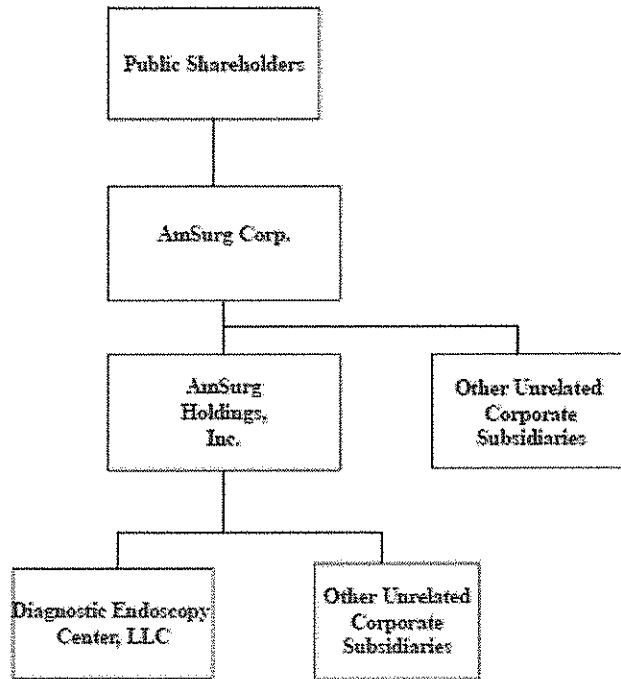 Public Shareholders
AmSurg Corp.
AmSurg
Holdings,
Inc.
Other Unrelated
Corporate
Subsidiaries
Diagnostic Endoscopy
Center, LLC
Other Unrelated
Corporate
Subsidiaries